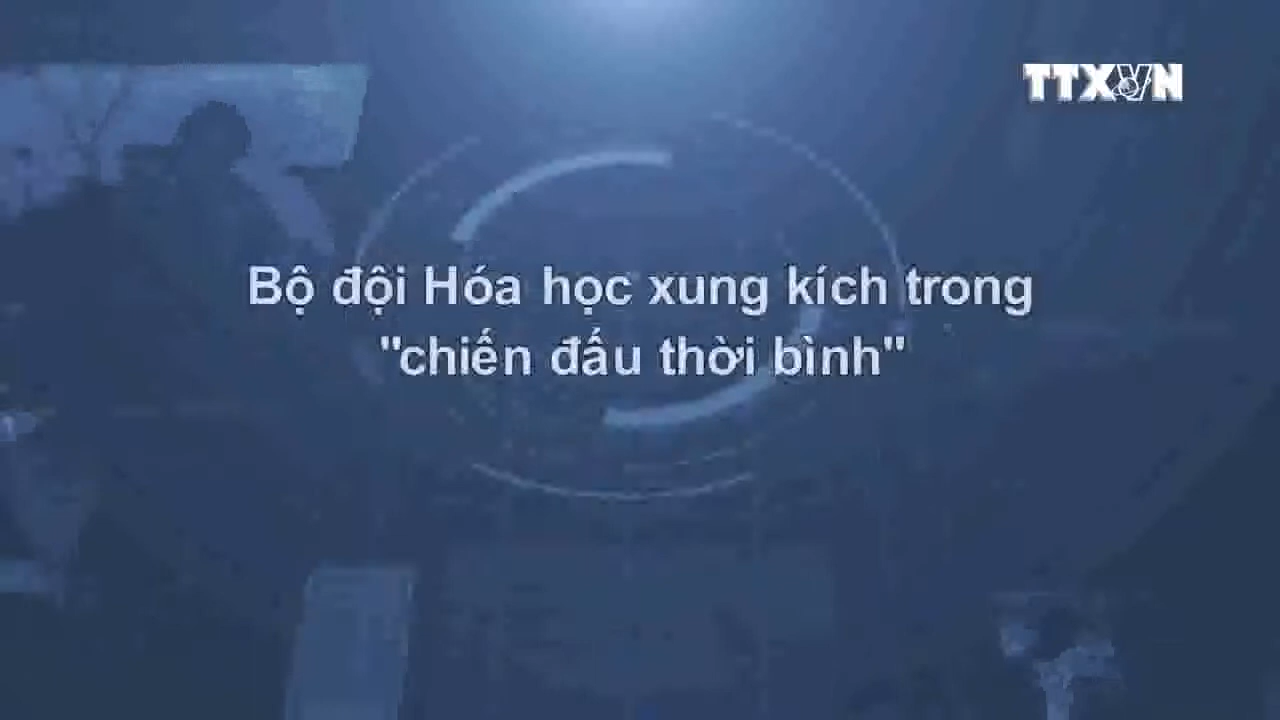 TTXVN
Bộ đội Hóa học xung kích trong
"chiến đấu thời bình"